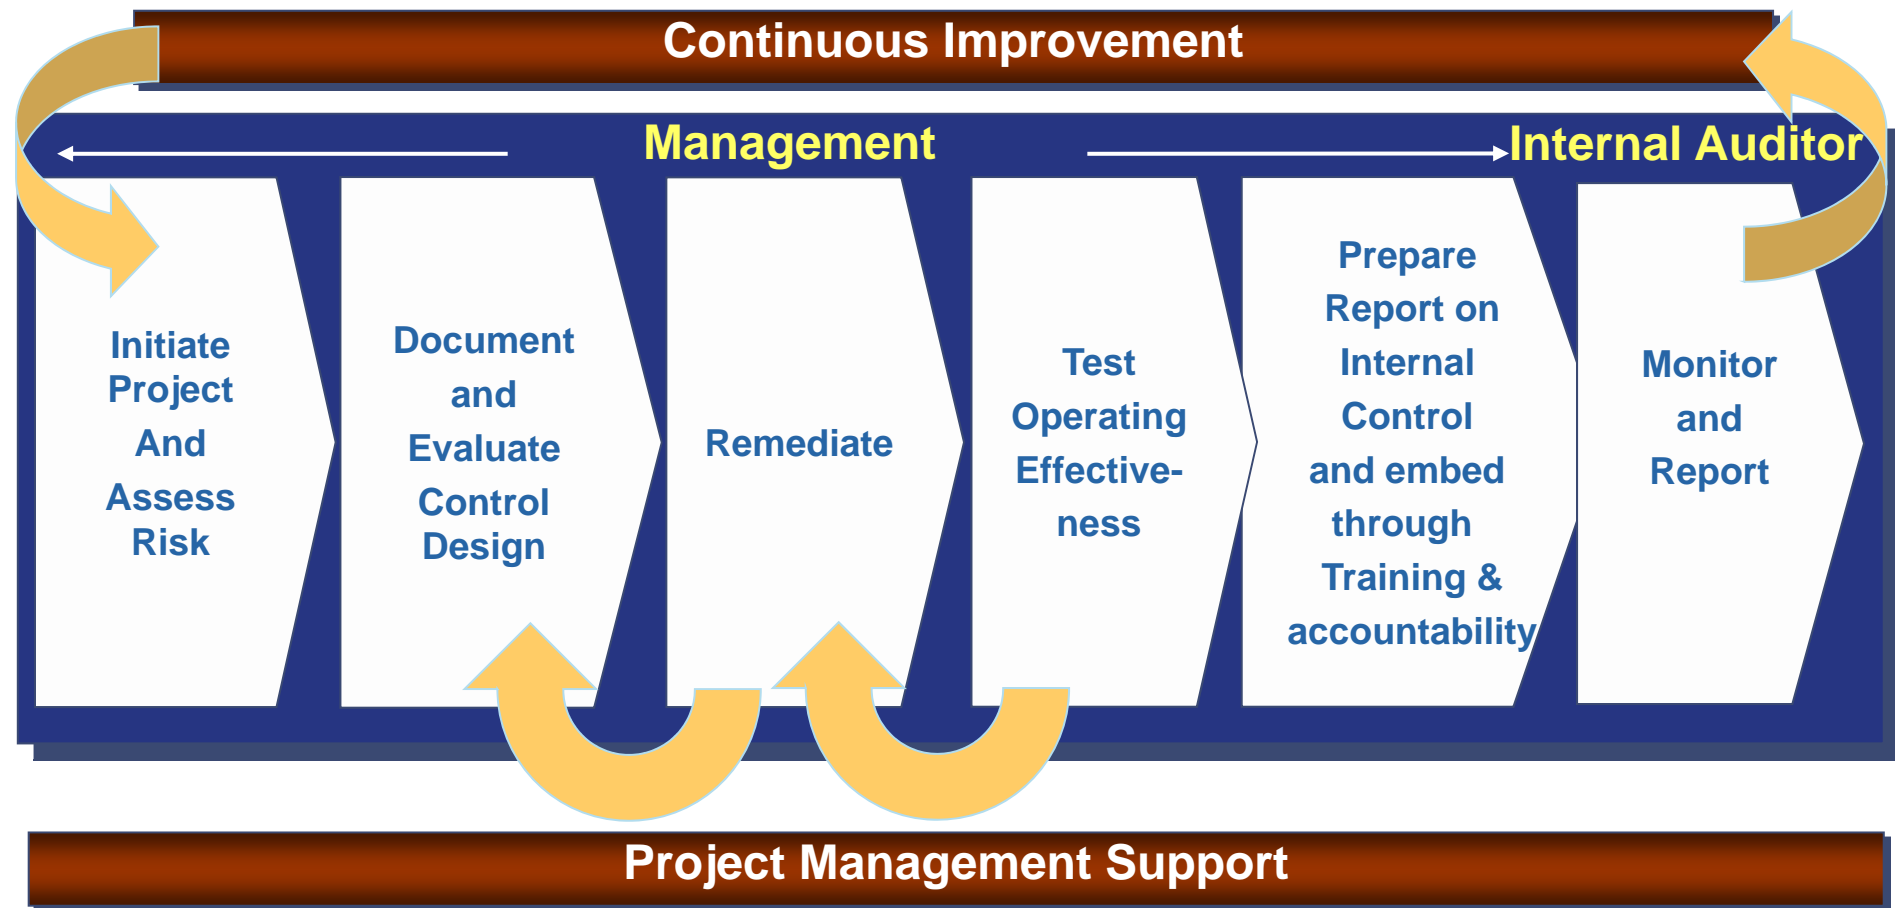 Continuous Improvement
Management
Internal Auditor
Initiate
Project
And
Assess
Risk
Document
and
Evaluate
Control
Design
Remediate
Test
Operating
Effective-
ness
Prepare
Report on
Internal
Control
and embed
through
Training &
accountability
Monitor
and
Report
Project Management Support